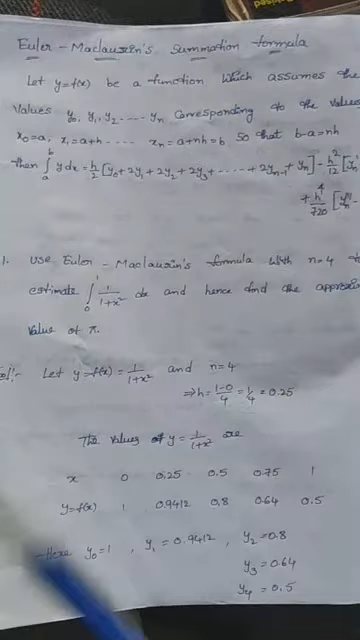 Euler - Maclaurin's Summation formula
Let y=f(x) be a function which assumes the
values y₀, y₁, y₂ ..... yₙ corresponding to the values
x₀=a, x₁=a+h .... xₙ=a+nh=b so that b-a=nh
then ∫ₐᵇ y dx = h/2 [y₀+2y₁+2y₂+2y₃+ ...... +2yₙ₋₁+yₙ] - h²/12 [yₙ'
+ h⁴/720 [yₙ''' -
1. Use Euler - Maclaurin's formula with n=4 to
estimate ∫₀¹ 1/(1+x²) dx and hence find the approxim
value of π.
Sol:- Let y=f(x) = 1/(1+x²) and n=4
⇒ h = (1-0)/4 = 1/4 = 0.25
The values of y = 1/(1+x²) are
x 0 0.25 0.5 0.75 1
y=f(x) 1 0.9412 0.8 0.64 0.5
Here y₀=1 , y₁ = 0.9412 , y₂ = 0.8
y₃ = 0.64
y₄ = 0.5